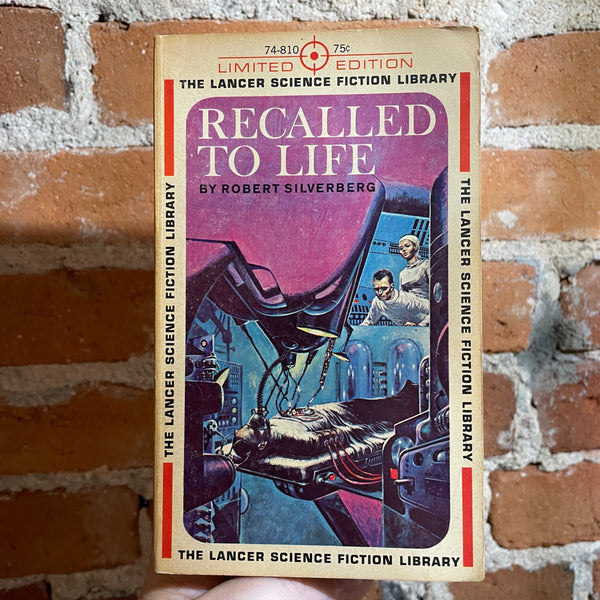 74-810 75¢
LIMITED EDITION
THE LANCER SCIENCE FICTION LIBRARY
RECALLED
TO LIFE
BY ROBERT SILVERBERG
THE LANCER SCIENCE FICTION LIBRARY
THE LANCER SCIENCE FICTION LIBRARY
THE LANCER SCIENCE FICTION LIBRARY